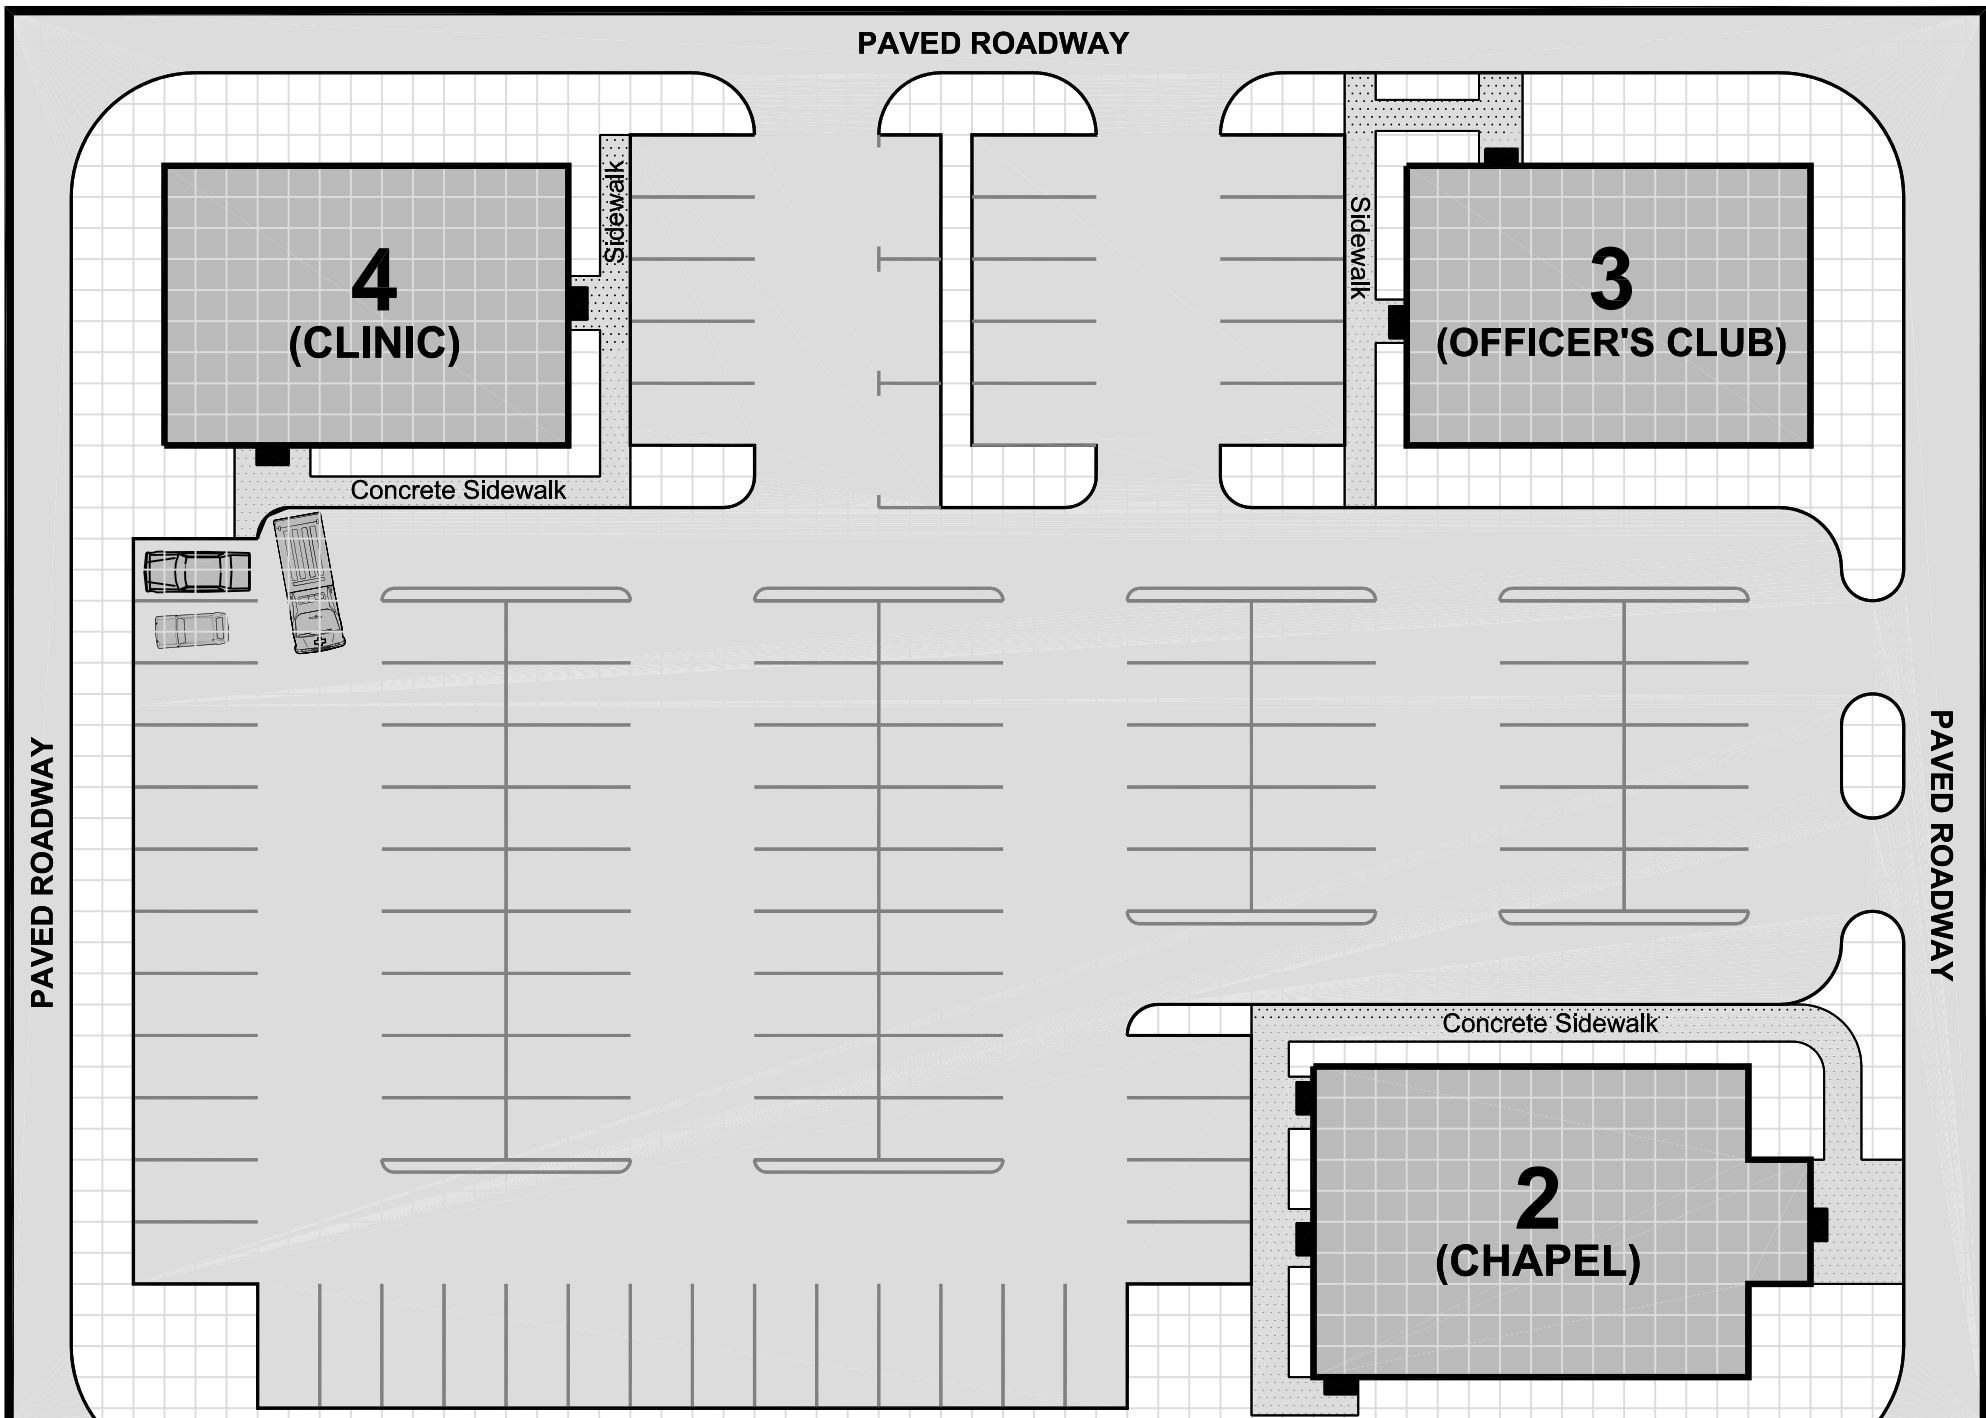 PAVED ROADWAY
Sidewalk
4
(CLINIC)
Sidewalk
3
(OFFICER'S CLUB)
Concrete Sidewalk
PAVED ROADWAY
PAVED ROADWAY
Concrete Sidewalk
2
(CHAPEL)